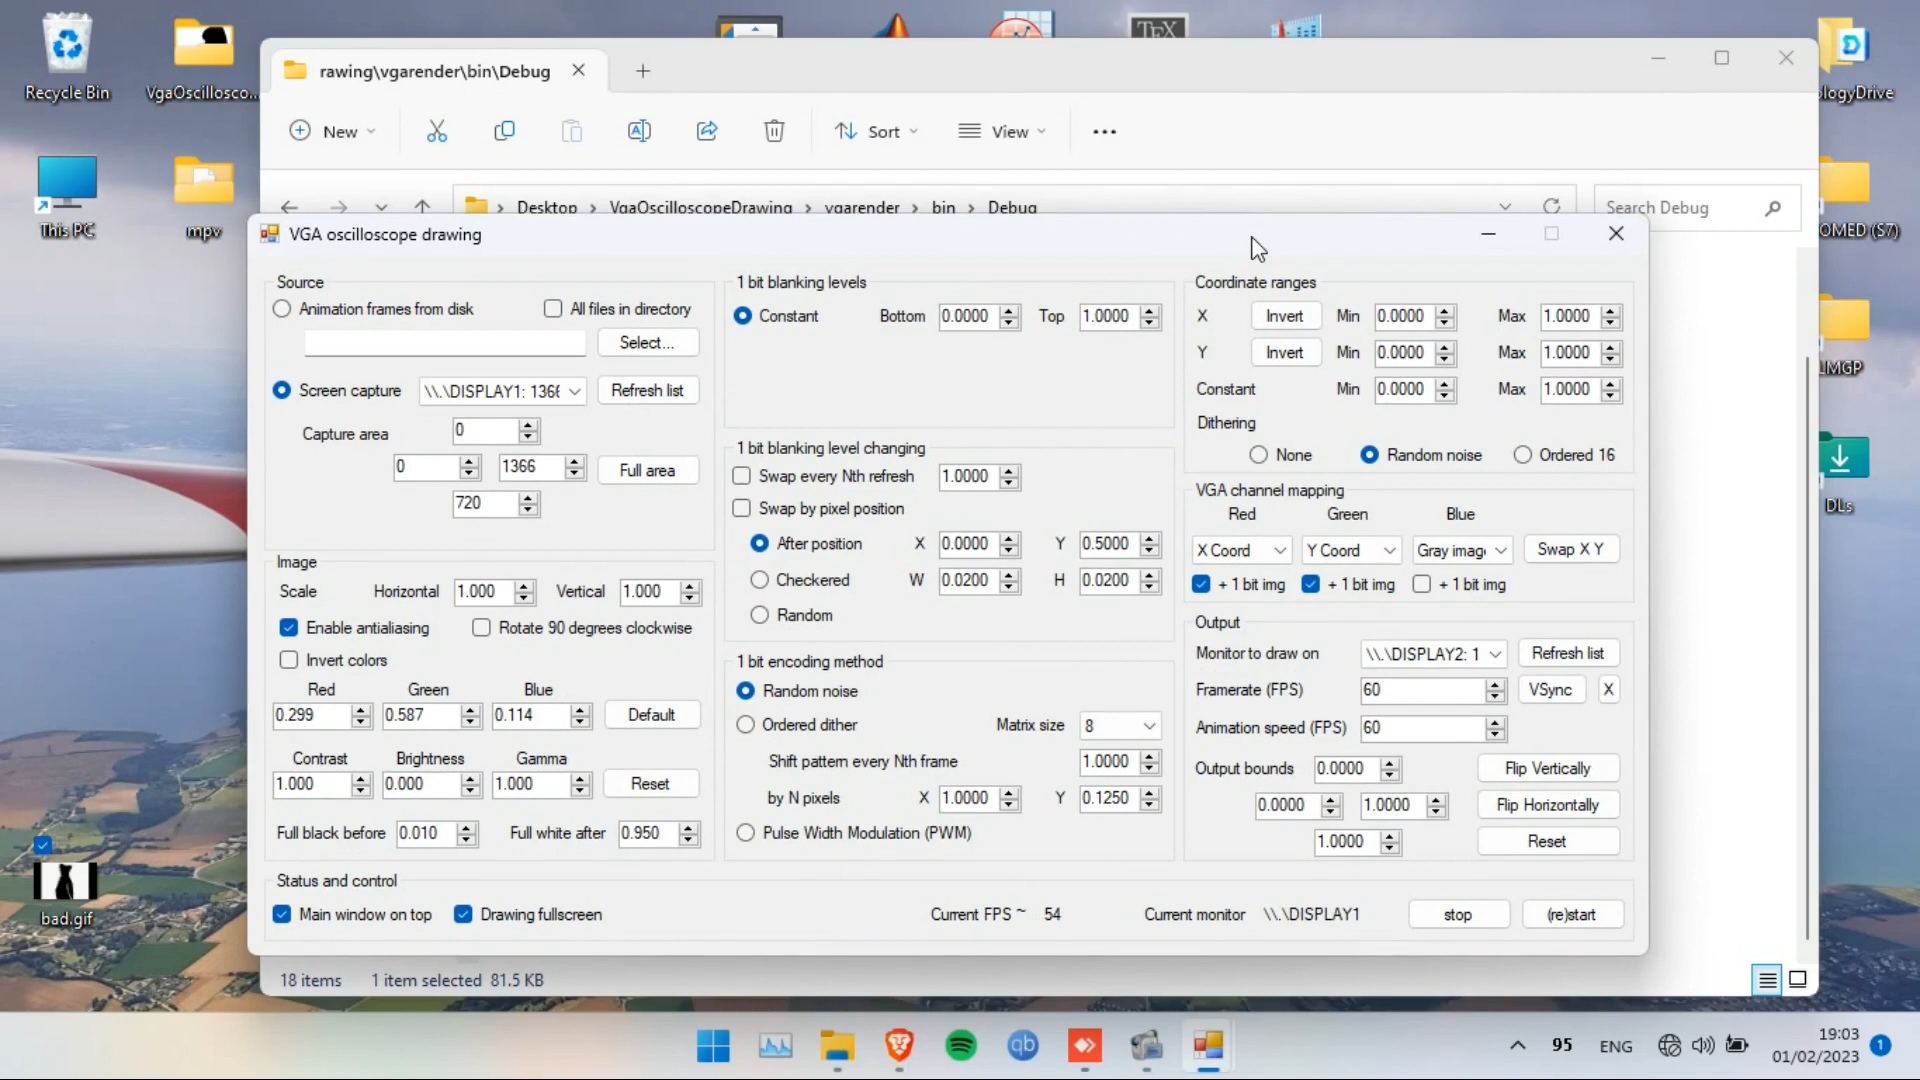 Recycle Bin
VgaOscillosco...
This PC
mpv
bad.gif
TEX
logyDrive
OMED (S7)
LMGP
DLs
rawing\vgarender\bin\Debug
New
Sort
View
Desktop > VgaOscilloscopeDrawing > vgarender > bin > Debug
Search Debug
VGA oscilloscope drawing
Source
Animation frames from disk
All files in directory
Select...
Screen capture
\\.\DISPLAY1: 1366
Refresh list
Capture area
0
0
1366
Full area
720
Image
Scale
Horizontal
1.000
Vertical
1.000
Enable antialiasing
Rotate 90 degrees clockwise
Invert colors
Red
Green
Blue
0.299
0.587
0.114
Default
Contrast
Brightness
Gamma
1.000
0.000
1.000
Reset
Full black before
0.010
Full white after
0.950
1 bit blanking levels
Constant
Bottom
0.0000
Top
1.0000
1 bit blanking level changing
Swap every Nth refresh
1.0000
Swap by pixel position
After position
X
0.0000
Y
0.5000
Checkered
W
0.0200
H
0.0200
Random
1 bit encoding method
Random noise
Ordered dither
Matrix size
8
Shift pattern every Nth frame
1.0000
by N pixels
X
1.0000
Y
0.1250
Pulse Width Modulation (PWM)
Coordinate ranges
X
Invert
Min
0.0000
Max
1.0000
Y
Invert
Min
0.0000
Max
1.0000
Constant
Min
0.0000
Max
1.0000
Dithering
None
Random noise
Ordered 16
VGA channel mapping
Red
Green
Blue
X Coord
Y Coord
Gray imag
Swap X Y
+ 1 bit img
+ 1 bit img
+ 1 bit img
Output
Monitor to draw on
\\.\DISPLAY2: 1
Refresh list
Framerate (FPS)
60
VSync
X
Animation speed (FPS)
60
Output bounds
0.0000
Flip Vertically
0.0000
1.0000
Flip Horizontally
1.0000
Reset
Status and control
Main window on top
Drawing fullscreen
Current FPS ~ 54
Current monitor \\.\DISPLAY1
stop
(re)start
18 items
1 item selected 81.5 KB
qb
95
ENG
19:03
01/02/2023
1